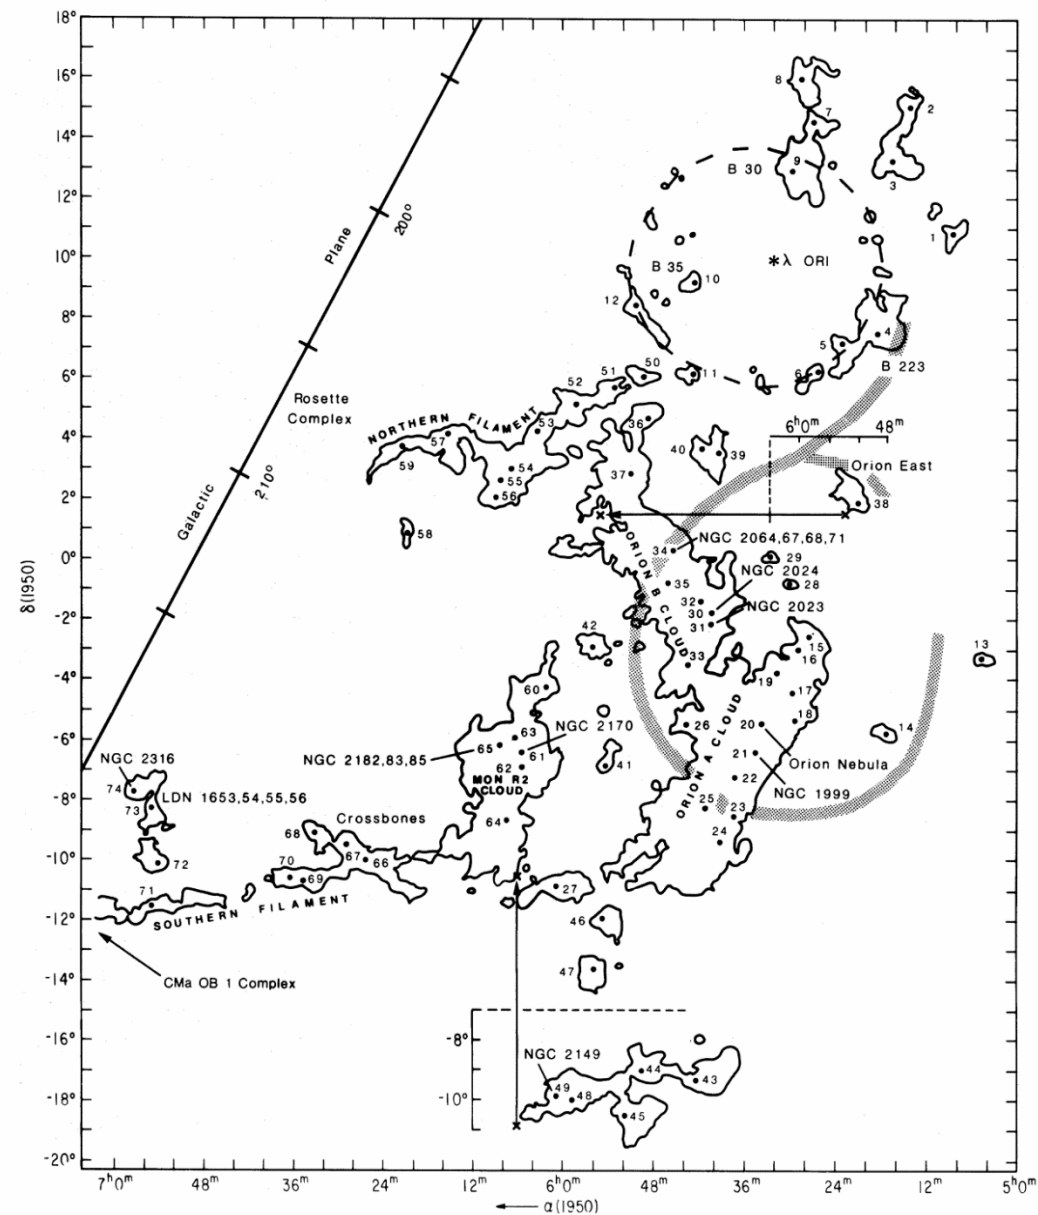 18°
16°
14°
12°
10°
8°
6°
4°
2°
0°
-2°
-4°
-6°
-8°
-10°
-12°
-14°
-16°
-18°
-20°
δ(1950)
8
2
7
9
B 30
3
1
200°
Plane
B 35
*λ ORI
10
12
4
5
6
11
B 223
Rosette
Complex
50
51
52
NORTHERN FILAMENT
53
36
57
59
54
55
56
37
40
39
6ʰ0ᵐ
48ᵐ
Orion East
38
Galactic
210°
58
ORION B CLOUD
34
NGC 2064,67,68,71
29
NGC 2024
28
35
32
30
31
NGC 2023
42
33
13
15
16
19
17
60
26
20
18
14
63
NGC 2170
65
61
NGC 2182,83,85
62
MON R2
CLOUD
41
ORION A CLOUD
21
Orion Nebula
22
NGC 1999
NGC 2316
74
73
LDN 1653,54,55,56
25
23
Crossbones
64
68
24
72
67
66
70
69
27
71
SOUTHERN FILAMENT
46
CMa OB 1 Complex
47
-8°
NGC 2149
44
43
49
48
-10°
45
7ʰ0ᵐ
48ᵐ
36ᵐ
24ᵐ
12ᵐ
6ʰ0ᵐ
48ᵐ
36ᵐ
24ᵐ
12ᵐ
5ʰ0ᵐ
← α(1950)